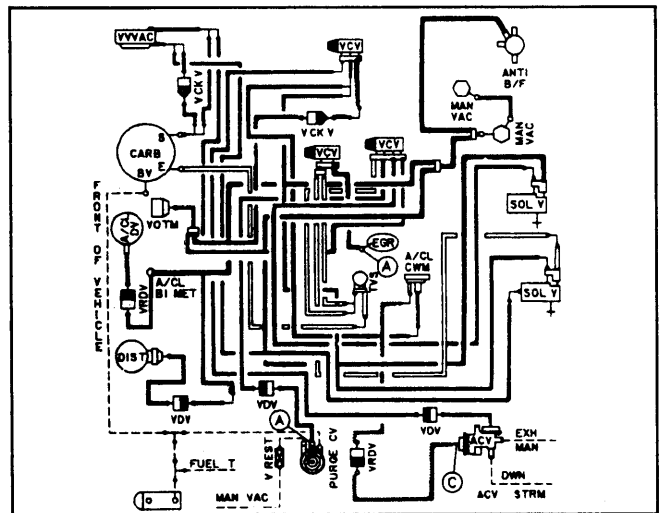 VVVAC
VCV
ANTI
B/F
MAN
VAC
VCK V
VCK V
MAN
VAC
S
CARB
E
BV
VCV
VCV
FRONT OF VEHICLE
A/CL
DV
VOTM
SOL V
EGR
A
A/CL
CWM
TVS
VRDV
A/CL
BI MET
SOL V
DIST
VDV
VDV
VDV
A
V REST
PURGE CV
VRDV
ACV
EXH
MAN
FUEL T
MAN VAC
C
DWN
ACV STRM